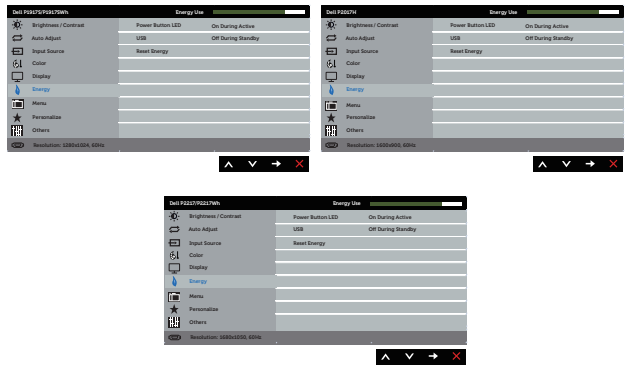 Dell P1917S/P1917SWh Energy Use
Brightness / Contrast Power Button LED On During Active
Auto Adjust USB Off During Standby
Input Source Reset Energy
Color
Display
Energy
Menu
Personalize
Others
Resolution: 1280x1024, 60Hz
Dell P2017H Energy Use
Brightness / Contrast Power Button LED On During Active
Auto Adjust USB Off During Standby
Input Source Reset Energy
Color
Display
Energy
Menu
Personalize
Others
Resolution: 1600x900, 60Hz
Dell P2217/P2217Wh Energy Use
Brightness / Contrast Power Button LED On During Active
Auto Adjust USB Off During Standby
Input Source Reset Energy
Color
Display
Energy
Menu
Personalize
Others
Resolution: 1680x1050, 60Hz